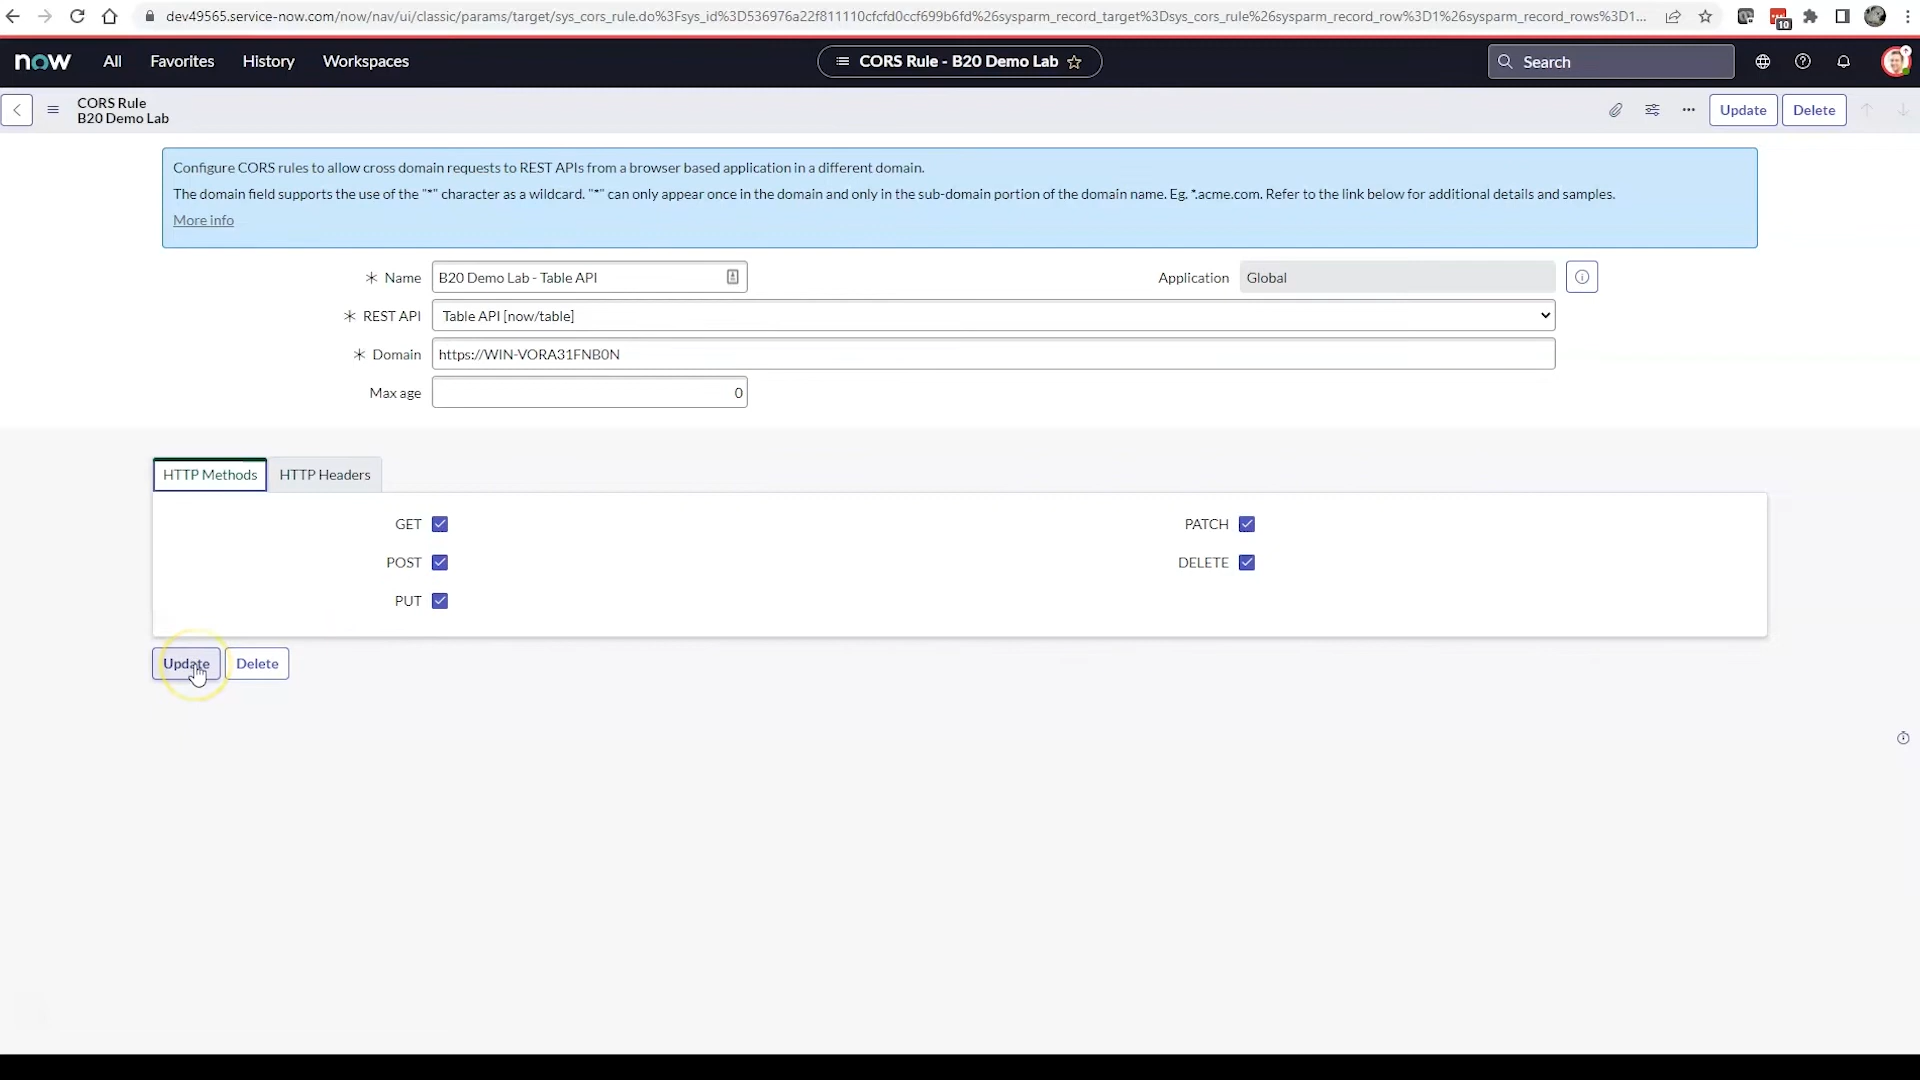 dev49565.service-now.com/now/nav/ui/classic/params/target/sys_cors_rule.do%3Fsys_id%3D536976a22f811110cfcfd0ccf699b6fd%26sysparm_record_target%3Dsys_cors_rule%26sysparm_record_row%3D1%26sysparm_record_rows%3D1...
10
now All Favorites History Workspaces CORS Rule - B20 Demo Lab Search
CORS Rule
B20 Demo Lab
Update Delete
Configure CORS rules to allow cross domain requests to REST APIs from a browser based application in a different domain.
The domain field supports the use of the "*" character as a wildcard. "*" can only appear once in the domain and only in the sub-domain portion of the domain name. Eg. *.acme.com. Refer to the link below for additional details and samples.
More info
* Name B20 Demo Lab - Table API Application Global
* REST API Table API [now/table]
* Domain https://WIN-VORA31FNB0N
Max age 0
HTTP Methods HTTP Headers
GET PATCH
POST DELETE
PUT
Update Delete